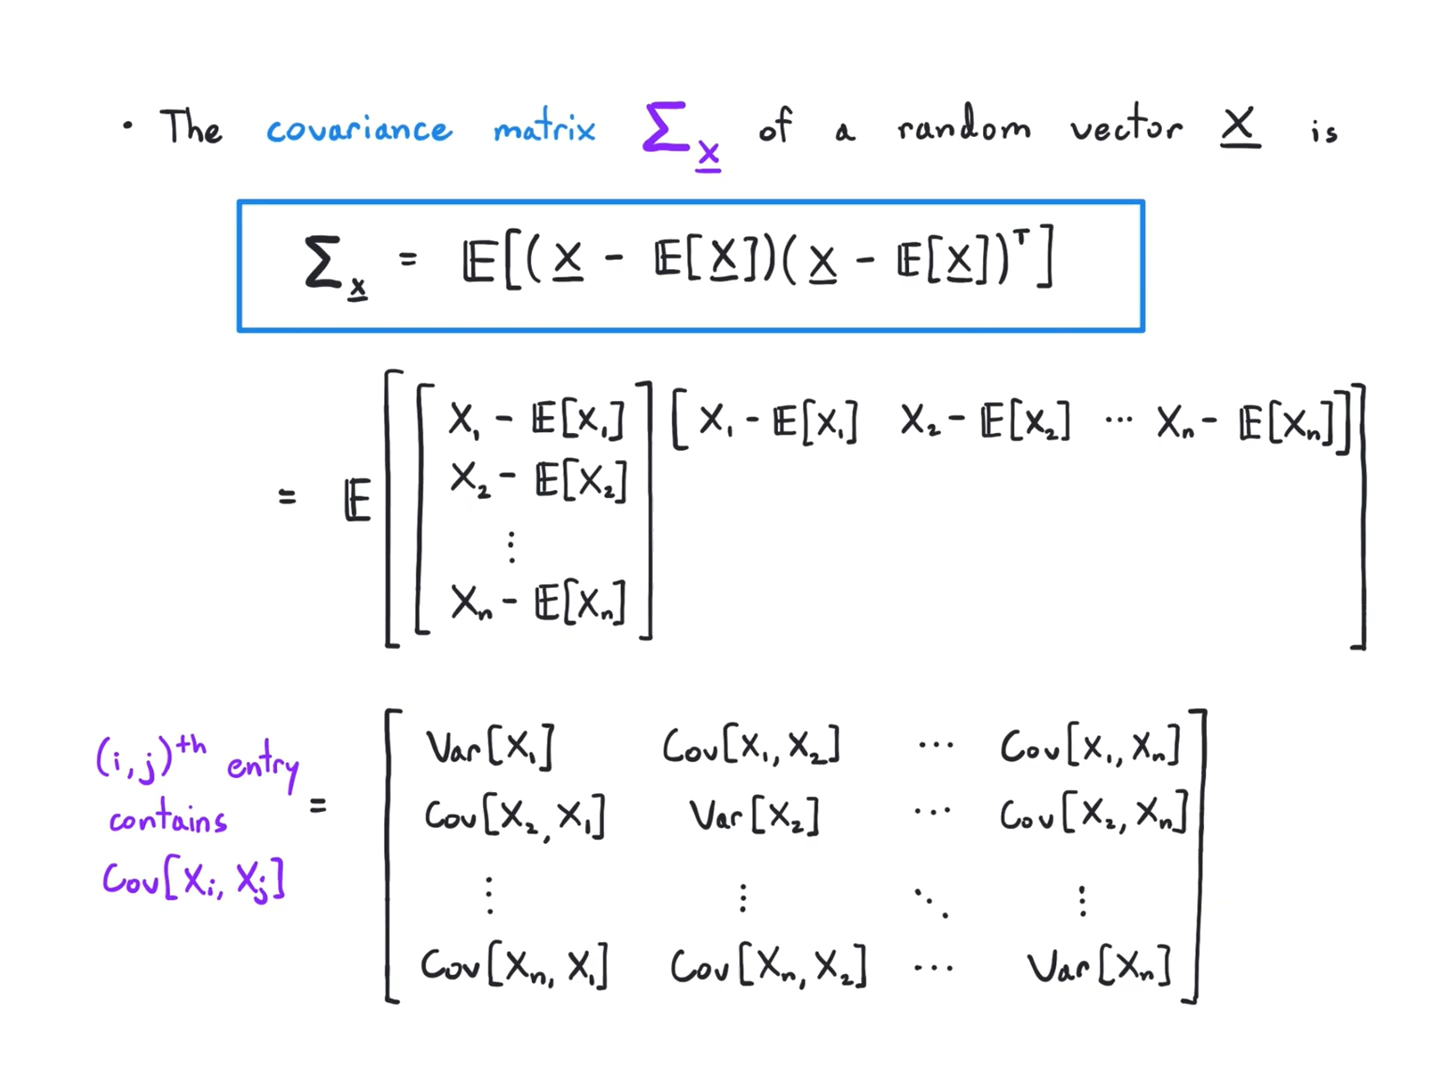 • The covariance matrix Σ_X of a random vector X is
Σ_X = 𝔼[(X - 𝔼[X])(X - 𝔼[X])ᵀ]
= 𝔼[[X₁ - 𝔼[X₁] X₂ - 𝔼[X₂] ⋮ Xₙ - 𝔼[Xₙ]] [X₁ - 𝔼[X₁] X₂ - 𝔼[X₂] ⋯ Xₙ - 𝔼[Xₙ]]]
(i,j)ᵗʰ entry
contains
Cov[Xᵢ, Xⱼ]
= [Var[X₁] Cov[X₁, X₂] ⋯ Cov[X₁, Xₙ]
Cov[X₂, X₁] Var[X₂] ⋯ Cov[X₂, Xₙ]
⋮ ⋮ ⋱ ⋮
Cov[Xₙ, X₁] Cov[Xₙ, X₂] ⋯ Var[Xₙ]]